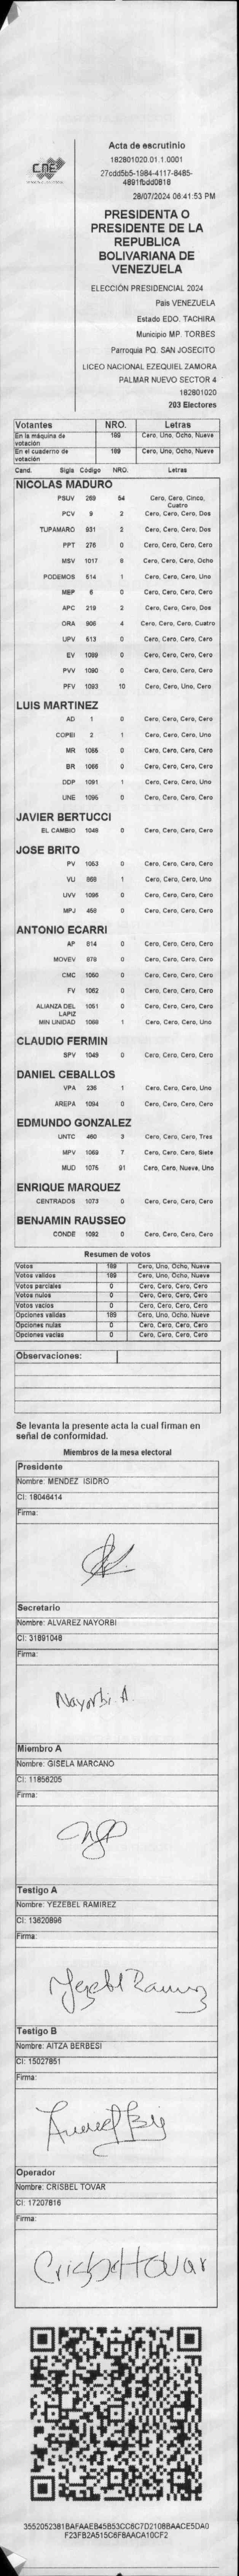 CNE
Acta de escrutinio
182801020.01.1.0001
27cdd5b5-1984-4117-8485-
4891fbdd0818
28/07/2024 06:41:53 PM
PRESIDENTA O
PRESIDENTE DE LA
REPUBLICA
BOLIVARIANA DE
VENEZUELA
ELECCIÓN PRESIDENCIAL 2024
Pais VENEZUELA
Estado EDO. TACHIRA
Municipio MP. TORBES
Parroquia PQ. SAN JOSECITO
LICEO NACIONAL EZEQUIEL ZAMORA
PALMAR NUEVO SECTOR 4
182801020
203 Electores
Votantes NRO. Letras
En la máquina de votación 189 Cero, Uno, Ocho, Nueve
En el cuaderno de votación 189 Cero, Uno, Ocho, Nueve
Cand. Sigla Código NRO. Letras
NICOLAS MADURO
PSUV 269 54 Cero, Cero, Cinco, Cuatro
PCV 9 2 Cero, Cero, Cero, Dos
TUPAMARO 931 2 Cero, Cero, Cero, Dos
PPT 276 0 Cero, Cero, Cero, Cero
MSV 1017 8 Cero, Cero, Cero, Ocho
PODEMOS 514 1 Cero, Cero, Cero, Uno
MEP 6 0 Cero, Cero, Cero, Cero
APC 219 2 Cero, Cero, Cero, Dos
ORA 906 4 Cero, Cero, Cero, Cuatro
UPV 513 0 Cero, Cero, Cero, Cero
EV 1089 0 Cero, Cero, Cero, Cero
PVV 1090 0 Cero, Cero, Cero, Cero
PFV 1093 10 Cero, Cero, Uno, Cero
LUIS MARTINEZ
AD 1 0 Cero, Cero, Cero, Cero
COPEI 2 1 Cero, Cero, Cero, Uno
MR 1065 0 Cero, Cero, Cero, Cero
BR 1066 0 Cero, Cero, Cero, Cero
DDP 1091 1 Cero, Cero, Cero, Uno
UNE 1095 0 Cero, Cero, Cero, Cero
JAVIER BERTUCCI
EL CAMBIO 1048 0 Cero, Cero, Cero, Cero
JOSE BRITO
PV 1053 0 Cero, Cero, Cero, Cero
VU 868 1 Cero, Cero, Cero, Uno
UVV 1096 0 Cero, Cero, Cero, Cero
MPJ 458 0 Cero, Cero, Cero, Cero
ANTONIO ECARRI
AP 814 0 Cero, Cero, Cero, Cero
MOVEV 878 0 Cero, Cero, Cero, Cero
CMC 1050 0 Cero, Cero, Cero, Cero
FV 1062 0 Cero, Cero, Cero, Cero
ALIANZA DEL LAPIZ 1051 0 Cero, Cero, Cero, Cero
MIN UNIDAD 1088 1 Cero, Cero, Cero, Uno
CLAUDIO FERMIN
SPV 1049 0 Cero, Cero, Cero, Cero
DANIEL CEBALLOS
VPA 236 1 Cero, Cero, Cero, Uno
AREPA 1094 0 Cero, Cero, Cero, Cero
EDMUNDO GONZALEZ
UNTC 460 3 Cero, Cero, Cero, Tres
MPV 1069 7 Cero, Cero, Cero, Siete
MUD 1075 91 Cero, Cero, Nueve, Uno
ENRIQUE MARQUEZ
CENTRADOS 1073 0 Cero, Cero, Cero, Cero
BENJAMIN RAUSSEO
CONDE 1082 0 Cero, Cero, Cero, Cero
Resumen de votos
Votos 189 Cero, Uno, Ocho, Nueve
Votos validos 189 Cero, Uno, Ocho, Nueve
Votos parciales 0 Cero, Cero, Cero, Cero
Votos nulos 0 Cero, Cero, Cero, Cero
Votos vacios 0 Cero, Cero, Cero, Cero
Opciones validas 189 Cero, Uno, Ocho, Nueve
Opciones nulas 0 Cero, Cero, Cero, Cero
Opciones vacias 0 Cero, Cero, Cero, Cero
Observaciones:
Se levanta la presente acta la cual firman en
señal de conformidad.
Miembros de la mesa electoral
Presidente
Nombre: MENDEZ ISIDRO
CI: 18046414
Firma:
Secretario
Nombre: ALVAREZ NAYORBI
CI: 31891048
Firma:
Nayorbi A.
Miembro A
Nombre: GISELA MARCANO
CI: 11856205
Firma:
Testigo A
Nombre: YEZEBEL RAMIREZ
CI: 13620896
Firma:
Testigo B
Nombre: AITZA BERBESI
CI: 15027851
Firma:
Operador
Nombre: CRISBEL TOVAR
CI: 17207816
Firma:
Crisbel Tovar
3552052381BAFAAEB45B53CC6C7D2108BAACE5DA0
F23FB2A515C6F8AACA10CF2